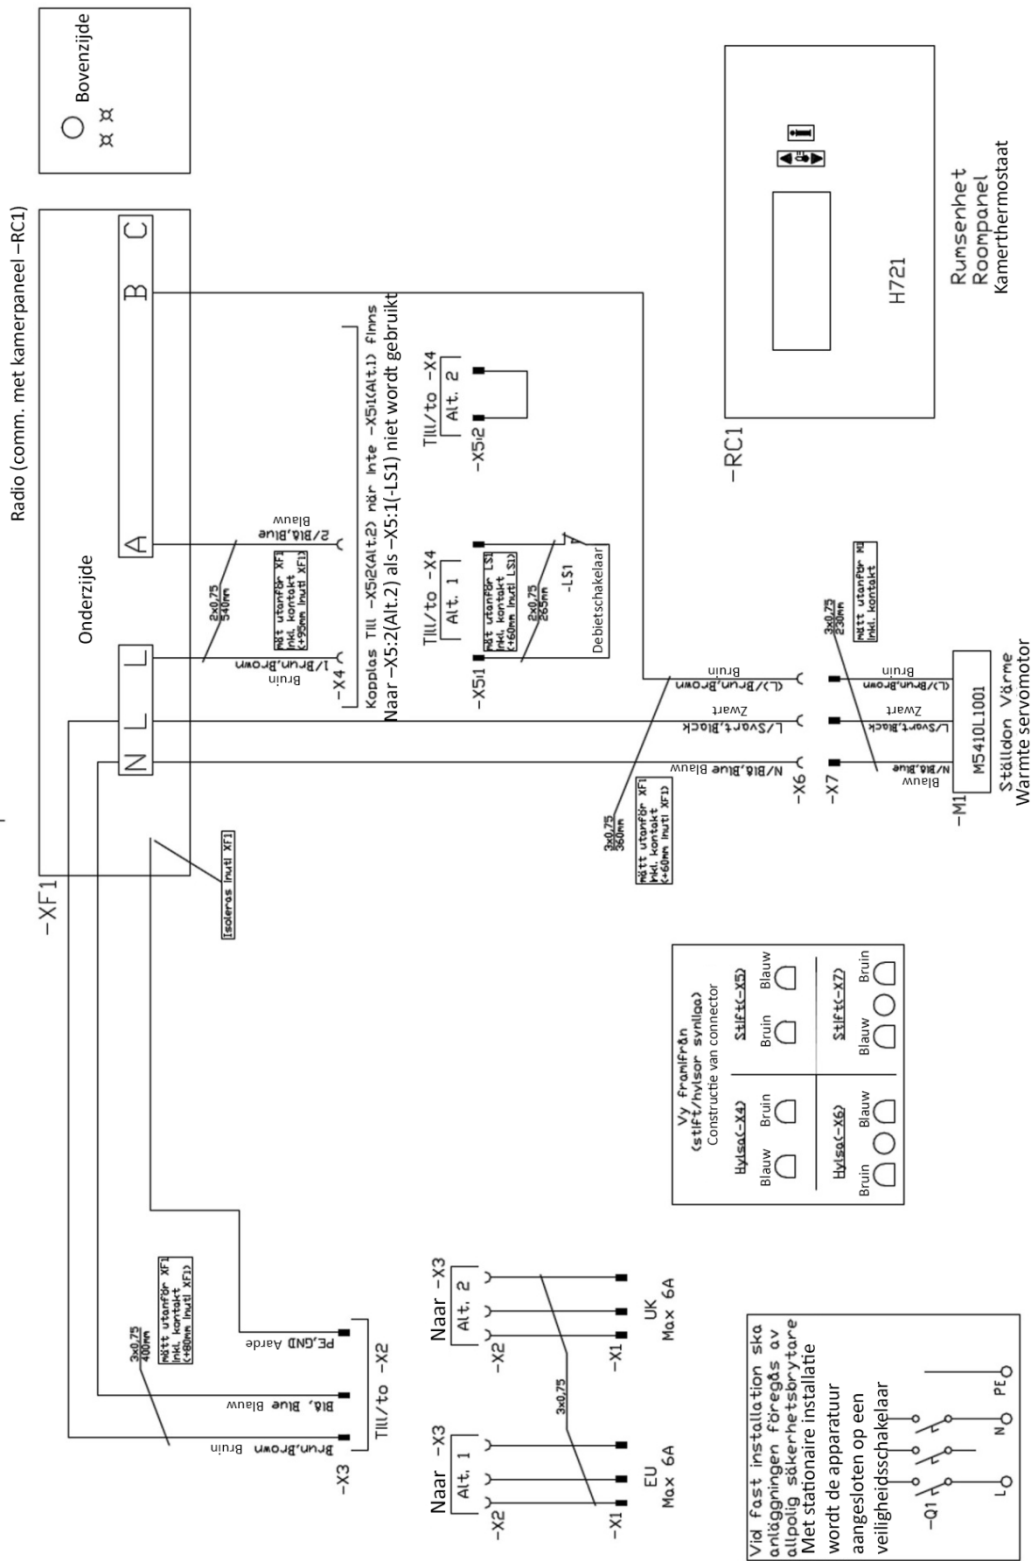 Radio (comm. met kamerpaneel –RC1)
Bovenzijde
Onderzijde
-XF1
N L L
A B C
Isoleras inuti XF1
3x0,75
400mm
Mått utanför XF1
Inkl. kontakt
(+80mm inuti XF1)
Brun,Brown
Bruin
Blå, Blue
Blauw
PE,GND
Aarde
-X3
Till/to -X2
2x0,75
540mm
Mät utanför XF1
Inkl. kontakt
(+95mm inuti XF1)
1/Brun,Brown
Bruin
2/Blå,Blue
Blauw
-X4
Kopplas Till -X5:2(Alt.2) när inte -X5:1(Alt.1) finns
Naar –X5:2(Alt.2) als –X5:1(-LS1) niet wordt gebruikt
Till/to -X4
Alt. 1
-X5:1
Mät utanför LS1
Inkl. kontakt
(+60mm inuti LS1)
2x0,75
265mm
-LS1
Debietschakelaar
Till/to -X4
Alt. 2
-X5:2
3x0,75
360mm
Mått utanför XF1
Inkl. kontakt
(+60mm inuti XF1)
N/Blå,Blue
Blauw
L/Svart,Black
Zwart
(L)/Brun,Brown
Bruin
-X6
-X7
3x0,75
230mm
Mått utanför M1
Inkl. kontakt
N/Blå,Blue
Blauw
L/Svart,Black
Zwart
(L)/Brun,Brown
Bruin
-M1
M5410L1001
Ställdon Värme
Warmte servomotor
-RC1
H721
Rumsenhet
Roompanel
Kamerthermostaat
Naar -X3
Alt. 1
-X2
-X1
EU
Max 6A
3x0,75
Naar -X3
Alt. 2
-X2
-X1
UK
Max 6A
Vy framifrån
(stift/hylsor synliga)
Constructie van connector
Hylsa(-X4)
Blauw Bruin
Stift(-X5)
Bruin Blauw
Hylsa(-X6)
Bruin Blauw
Stift(-X7)
Blauw Bruin
Vid fast installation ska
anläggningen föregås av
allpolig säkerhetsbrytare
Met stationaire installatie
wordt de apparatuur
aangesloten op een
veiligheidsschakelaar
-Q1
L N PE